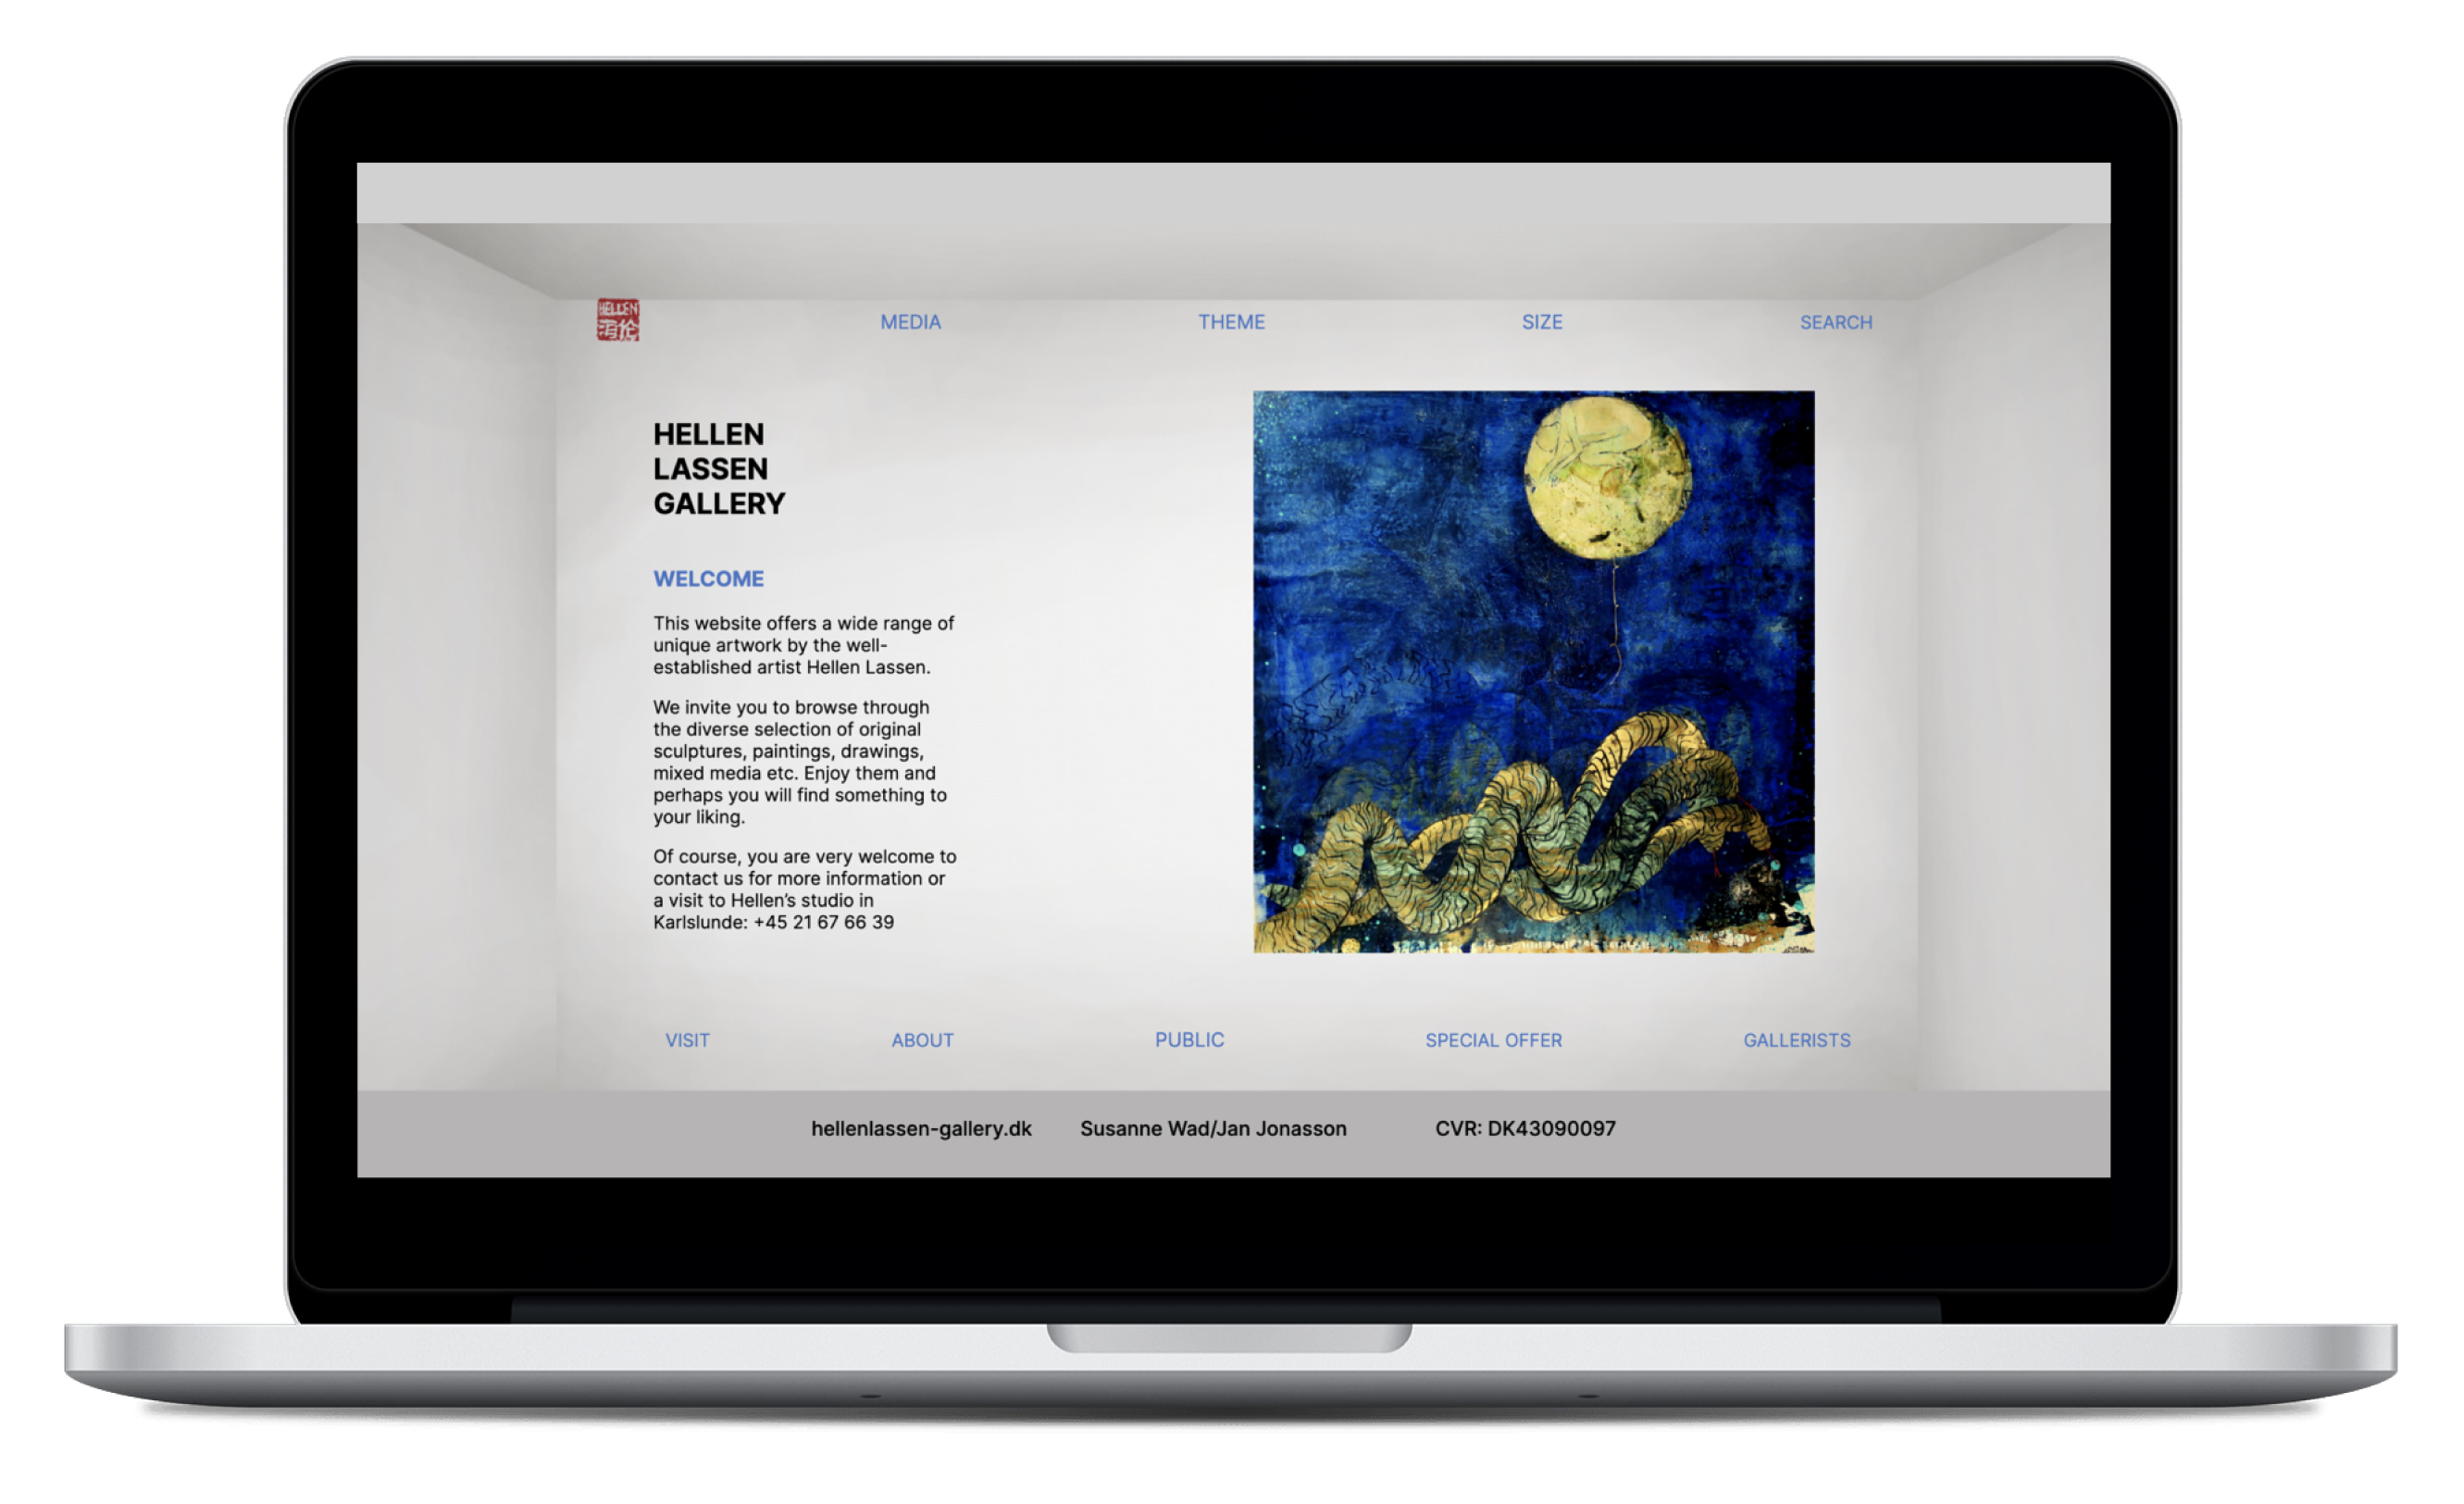 HELLEN
海伦
MEDIA THEME SIZE SEARCH
HELLEN
LASSEN
GALLERY
WELCOME
This website offers a wide range of
unique artwork by the well-
established artist Hellen Lassen.
We invite you to browse through
the diverse selection of original
sculptures, paintings, drawings,
mixed media etc. Enjoy them and
perhaps you will find something to
your liking.
Of course, you are very welcome to
contact us for more information or
a visit to Hellen’s studio in
Karlslunde: +45 21 67 66 39
VISIT ABOUT PUBLIC SPECIAL OFFER GALLERISTS
hellenlassen-gallery.dk Susanne Wad/Jan Jonasson CVR: DK43090097